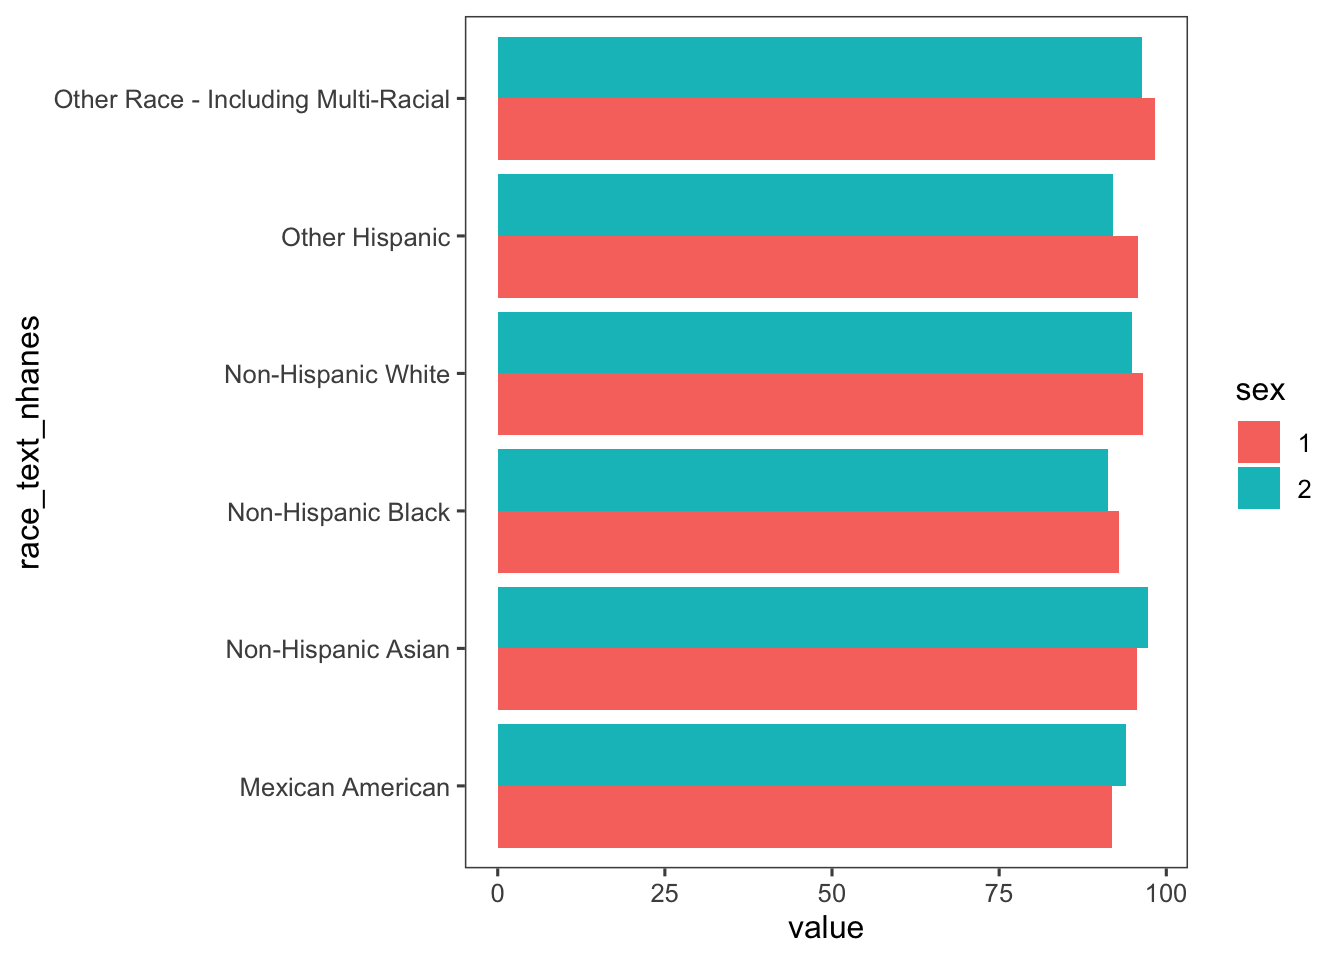 race_text_nhanes
Other Race - Including Multi-Racial
Other Hispanic
Non-Hispanic White
Non-Hispanic Black
Non-Hispanic Asian
Mexican American
0 25 50 75 100
value
sex
1
2